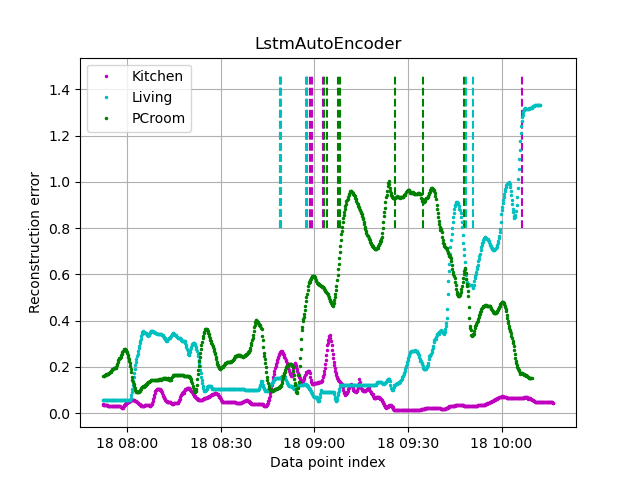 LstmAutoEncoder
Kitchen
Living
PCroom
Reconstruction error
1.4
1.2
1.0
0.8
0.6
0.4
0.2
0.0
18 08:00 18 08:30 18 09:00 18 09:30 18 10:00
Data point index